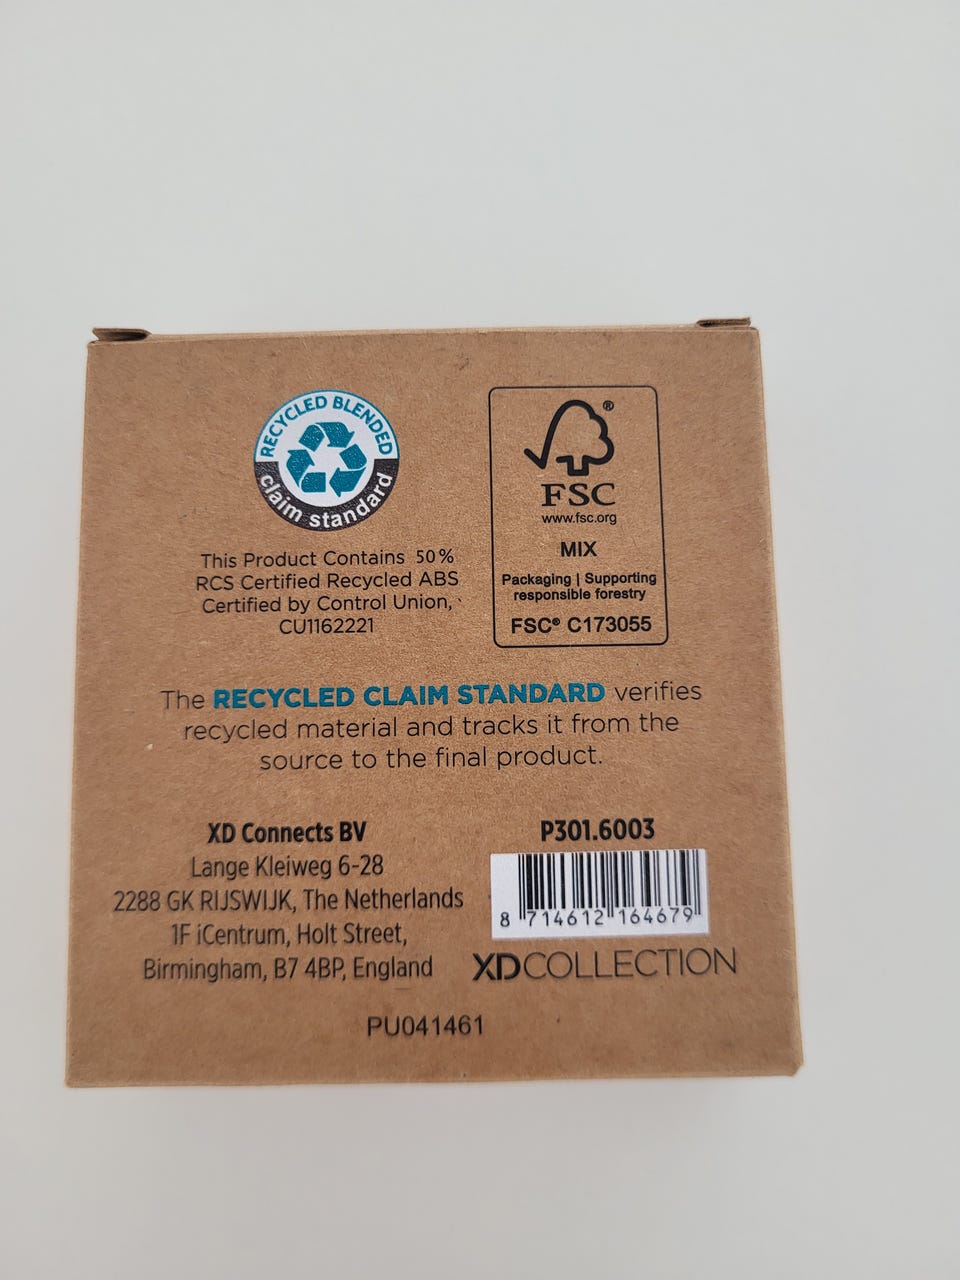 RECYCLED BLENDED
claim standard
This Product Contains 50%
RCS Certified Recycled ABS
Certified by Control Union,
CU1162221
®
FSC
www.fsc.org
MIX
Packaging | Supporting
responsible forestry
FSC® C173055
The RECYCLED CLAIM STANDARD verifies
recycled material and tracks it from the
source to the final product.
XD Connects BV
Lange Kleiweg 6-28
2288 GK RIJSWIJK, The Netherlands
1F iCentrum, Holt Street,
Birmingham, B7 4BP, England
P301.6003
8 714612 164679
XDCOLLECTION
PU041461